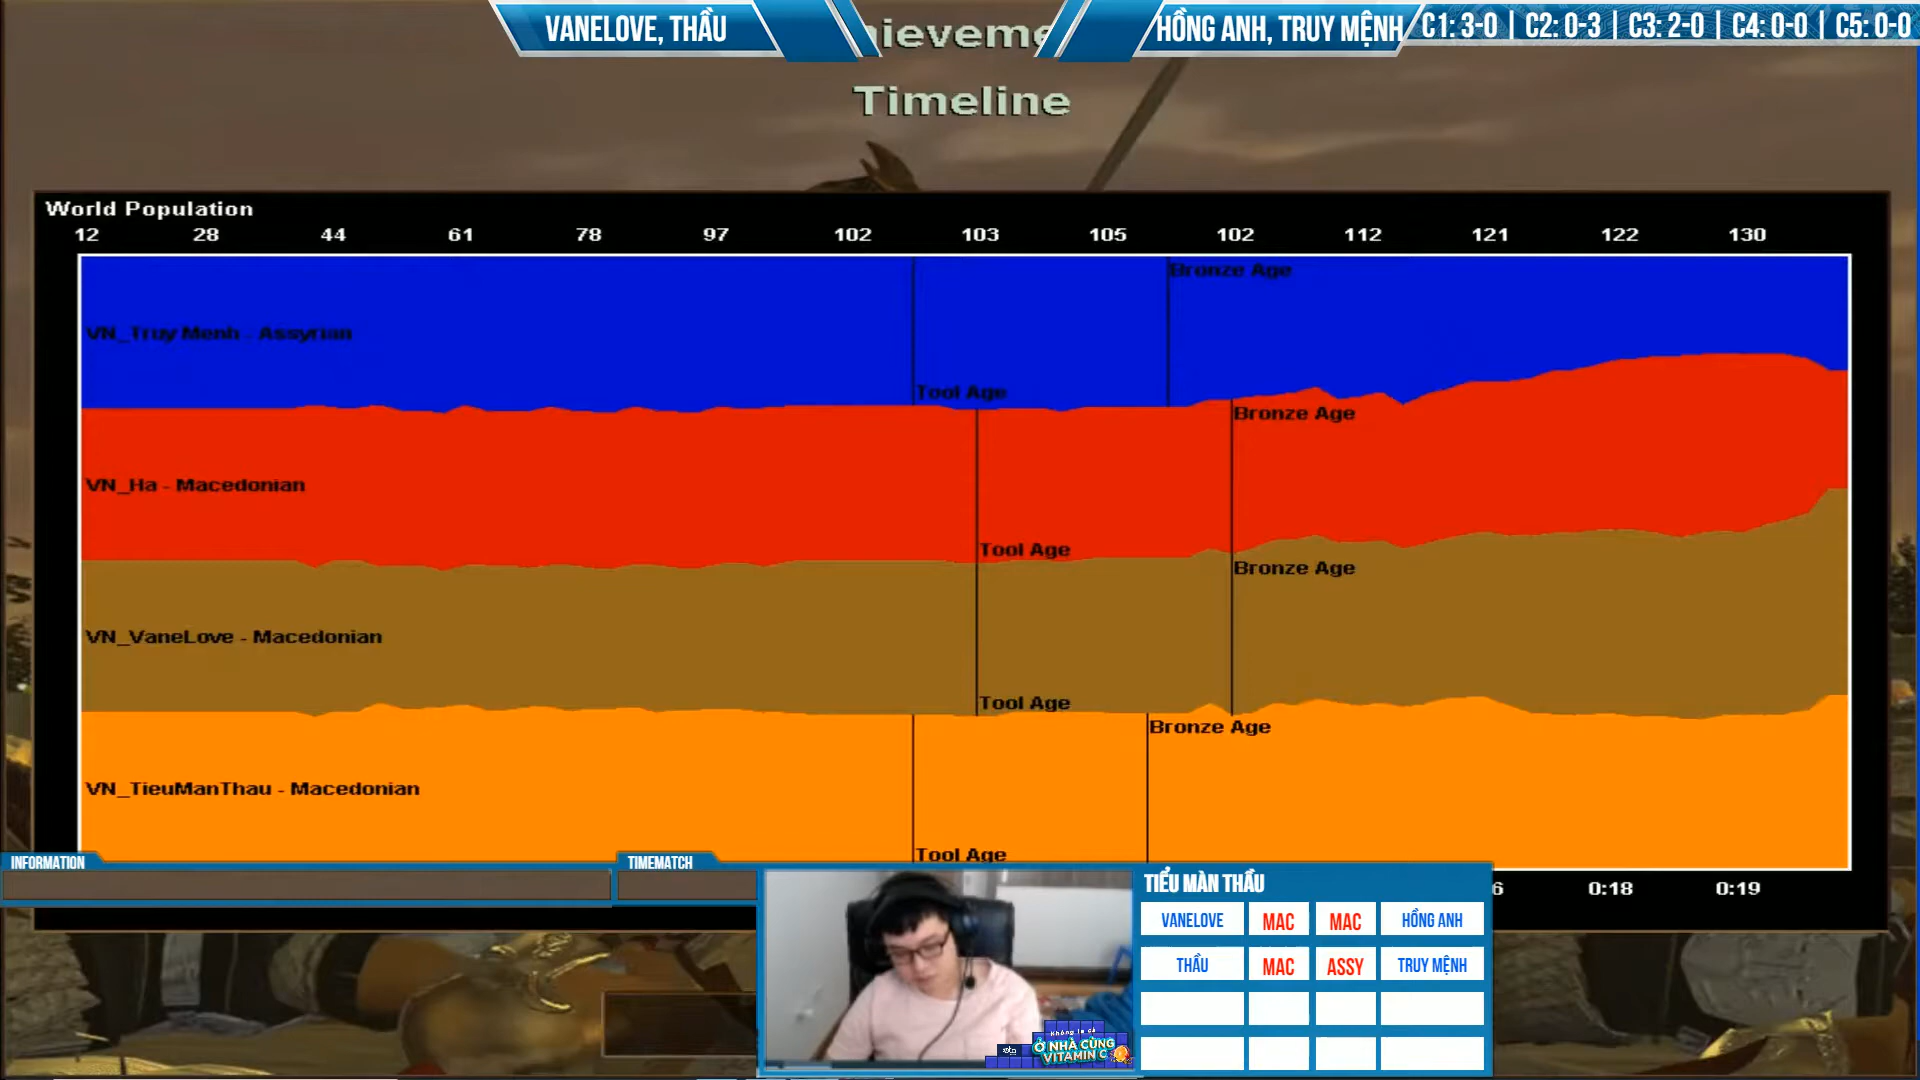 VANELOVE, THẦU
HỒNG ANH, TRUY MỆNH
C1: 3-0 | C2: 0-3 | C3: 2-0 | C4: 0-0 | C5: 0-0
Timeline
World Population
12 28 44 61 78 97 102 103 105 102 112 121 122 130
Bronze Age
VN_Truy Menh - Assyrian
Tool Age
Bronze Age
VN_Ha - Macedonian
Tool Age
Bronze Age
VN_VaneLove - Macedonian
Tool Age
Bronze Age
VN_TieuManThau - Macedonian
Tool Age
INFORMATION
TIMEMATCH
0:18 0:19
TIỂU MÀN THẦU
VANELOVE MAC MAC HỒNG ANH
THẦU MAC ASSY TRUY MỆNH
Ở NHÀ CÙNG
VITAMIN C